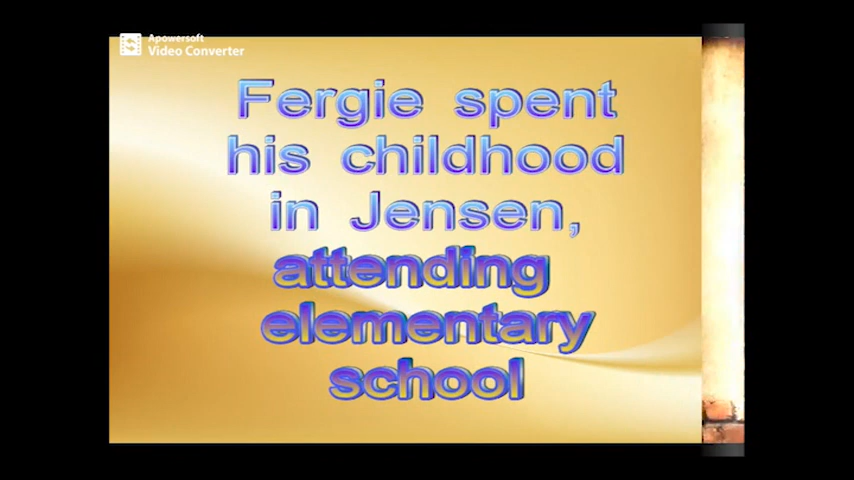 Apowersoft
Video Converter
Fergie spent
his childhood
in Jensen,
attending
elementary
school